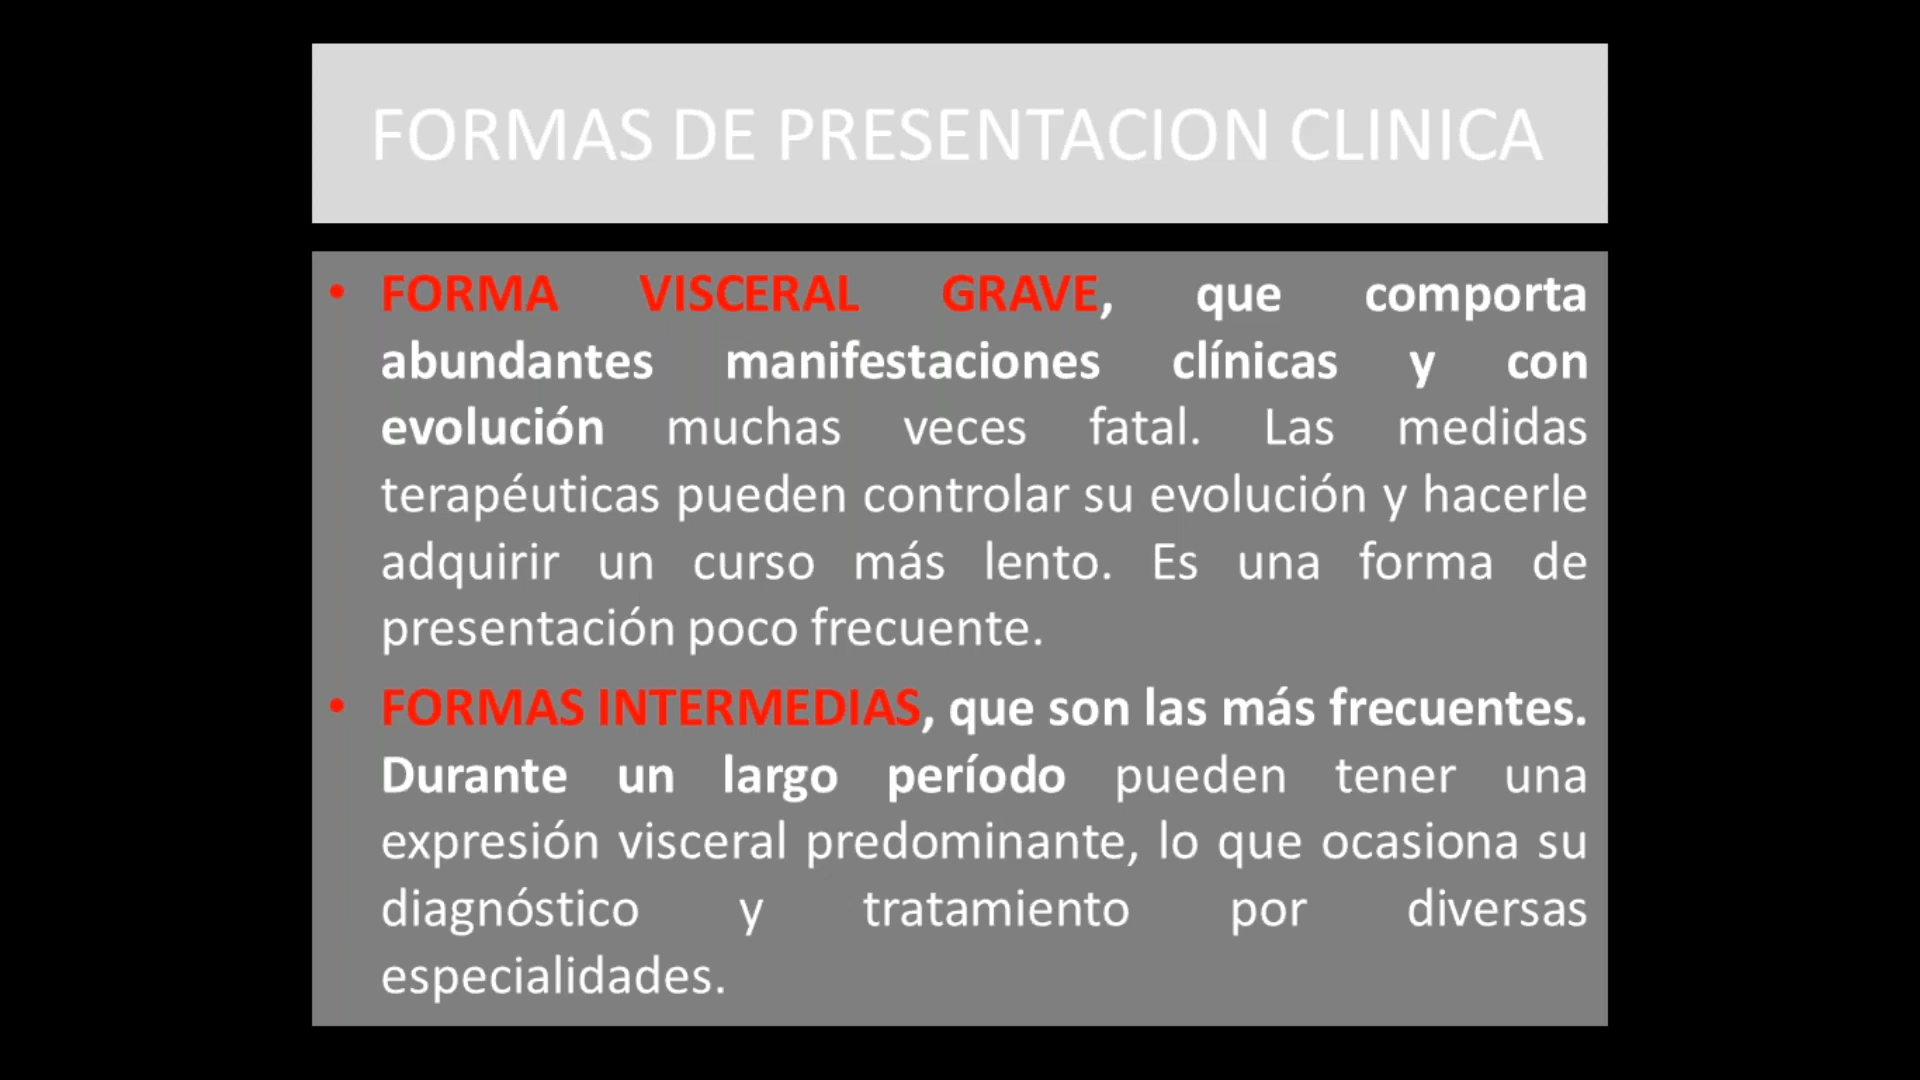 FORMAS DE PRESENTACION CLINICA
• FORMA VISCERAL GRAVE, que comporta
abundantes manifestaciones clínicas y con
evolución muchas veces fatal. Las medidas
terapéuticas pueden controlar su evolución y hacerle
adquirir un curso más lento. Es una forma de
presentación poco frecuente.
• FORMAS INTERMEDIAS, que son las más frecuentes.
Durante un largo período pueden tener una
expresión visceral predominante, lo que ocasiona su
diagnóstico y tratamiento por diversas
especialidades.